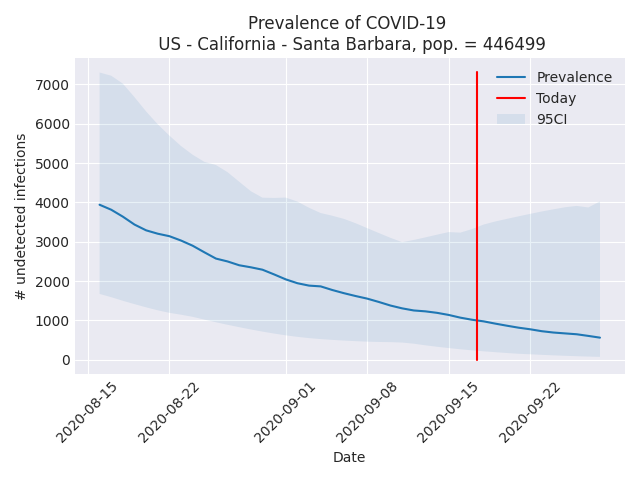 Prevalence of COVID-19
US - California - Santa Barbara, pop. = 446499
Prevalence
Today
95CI
# undetected infections
7000
6000
5000
4000
3000
2000
1000
0
2020-08-15
2020-08-22
2020-09-01
2020-09-08
2020-09-15
2020-09-22
Date